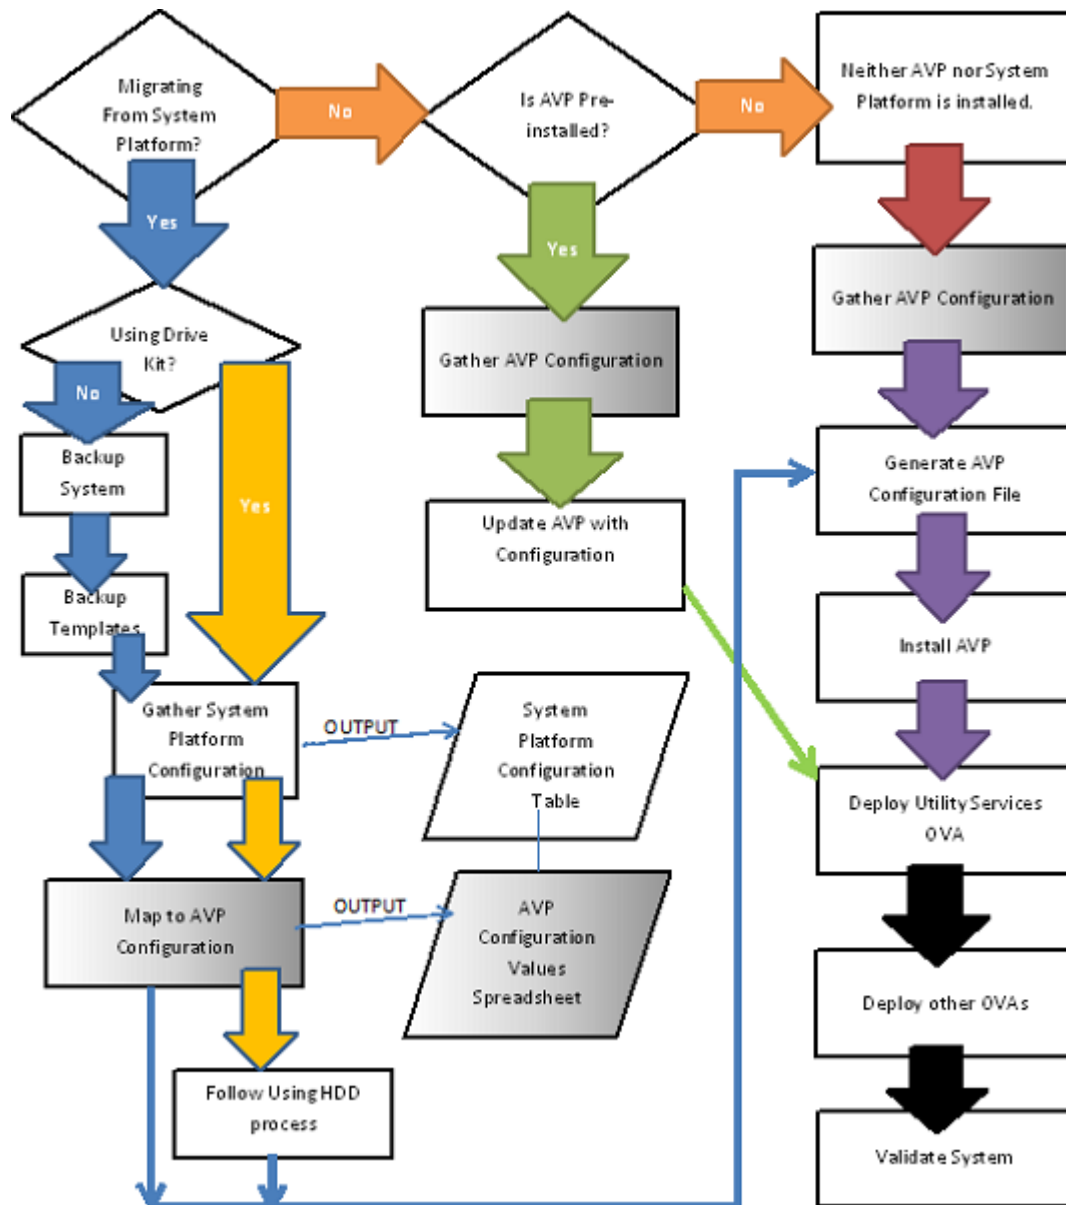 Migrating
From System
Platform?
No
Is AVP Pre-
installed?
No
Neither AVP nor System
Platform is installed.
Yes
Yes
Gather AVP Configuration
Using Drive
Kit?
No
Gather AVP Configuration
Backup
System
Yes
Generate AVP
Configuration File
Update AVP with
Configuration
Backup
Templates
Install AVP
Gather System
Platform
Configuration
OUTPUT
System
Platform
Configuration
Table
Deploy Utility Services
OVA
Map to AVP
Configuration
OUTPUT
AVP
Configuration
Values
Spreadsheet
Deploy other OVAs
Follow Using HDD
process
Validate System